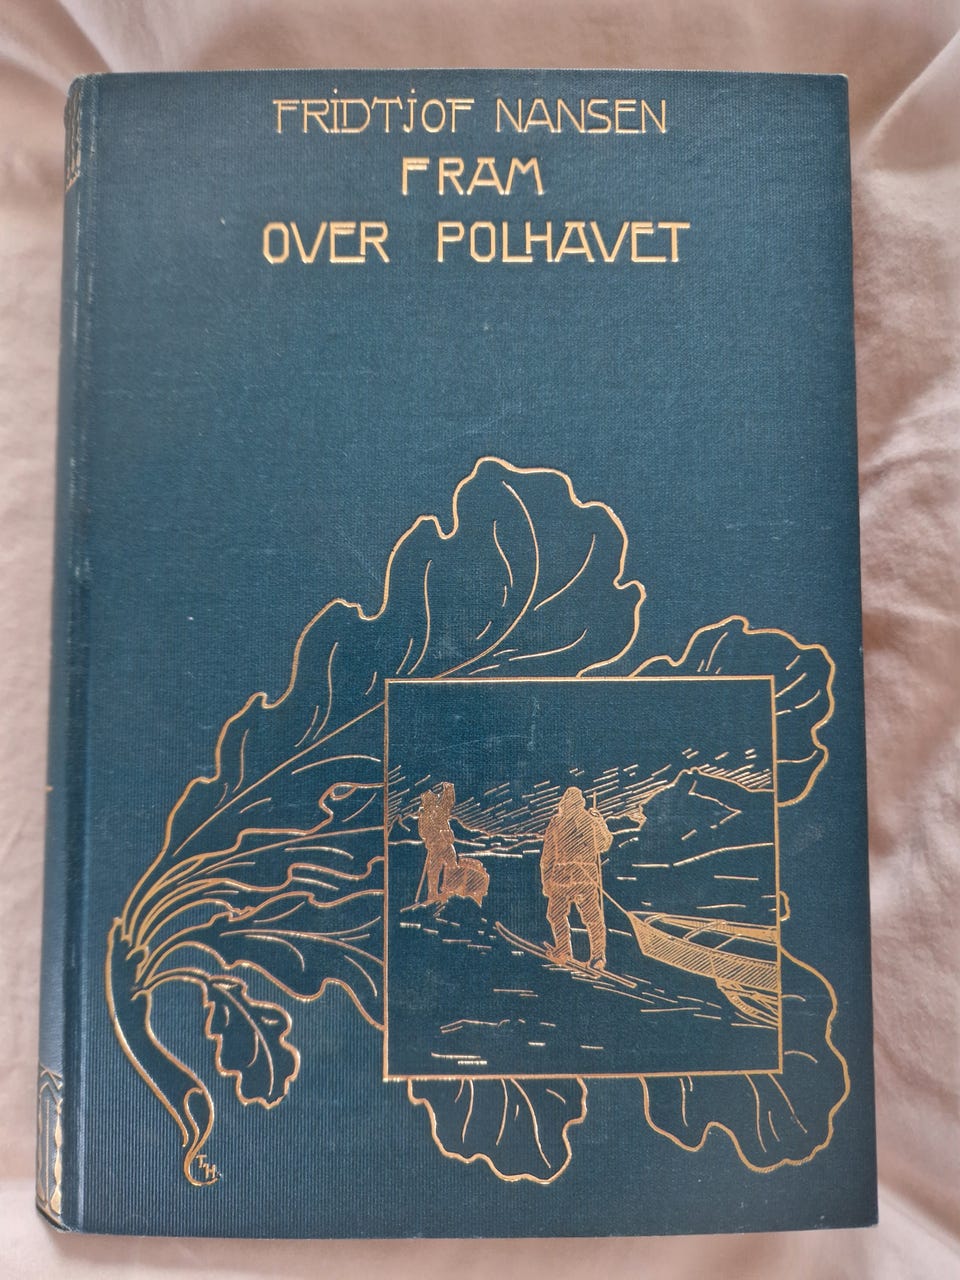 FRIDTJOF NANSEN
FRAM
OVER POLHAVET
T.H.